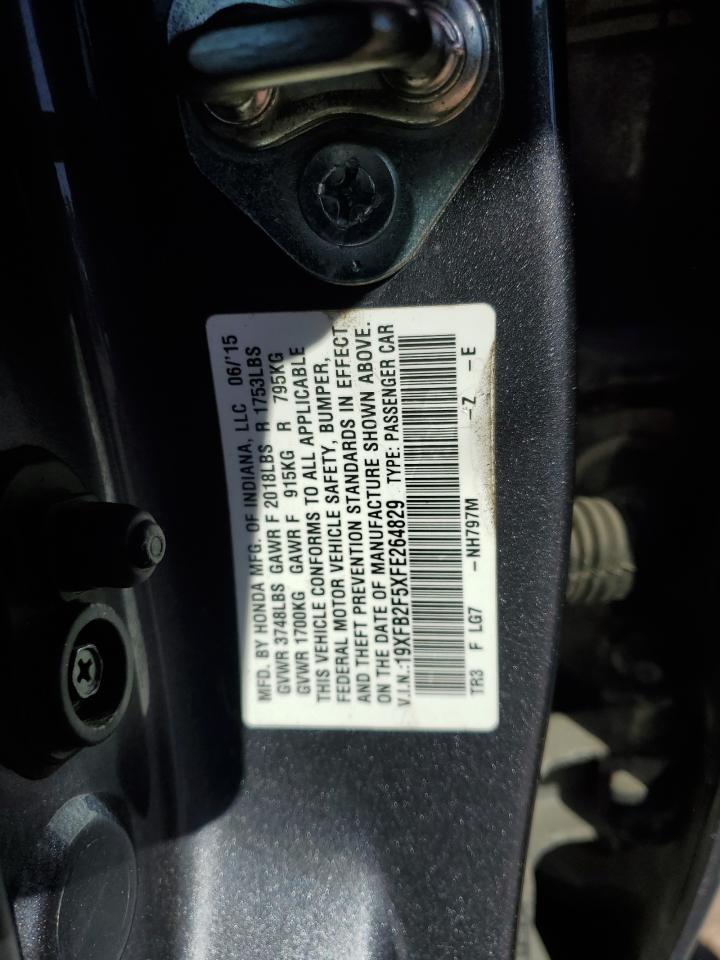 MFD. BY HONDA MFG. OF INDIANA, LLC 06/'15
GVWR 3748LBS GAWR F 2018LBS R 1753LBS
GVWR 1700KG GAWR F 915KG R 795KG
THIS VEHICLE CONFORMS TO ALL APPLICABLE
FEDERAL MOTOR VEHICLE SAFETY, BUMPER,
AND THEFT PREVENTION STANDARDS IN EFFECT
ON THE DATE OF MANUFACTURE SHOWN ABOVE.
V.I.N.:19XFB2F5XFE264829 TYPE: PASSENGER CAR
TR3 F LG7 -NH797M -Z -E